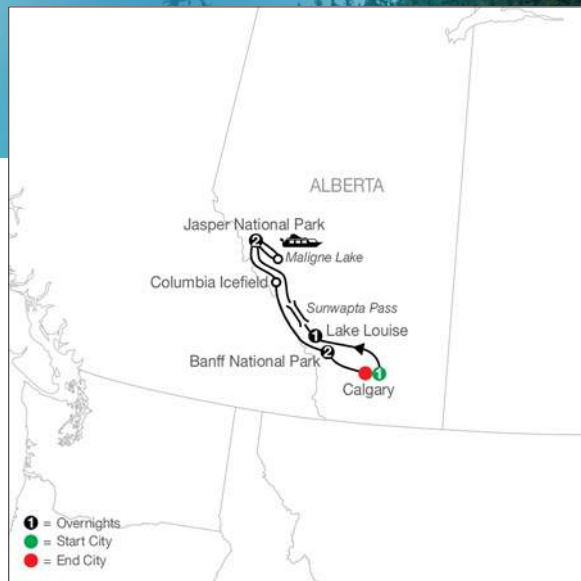 ALBERTA
Jasper National Park
2
Maligne Lake
Columbia Icefield
Sunwapta Pass
1 Lake Louise
Banff National Park 2
1
Calgary
1 = Overnights
= Start City
= End City